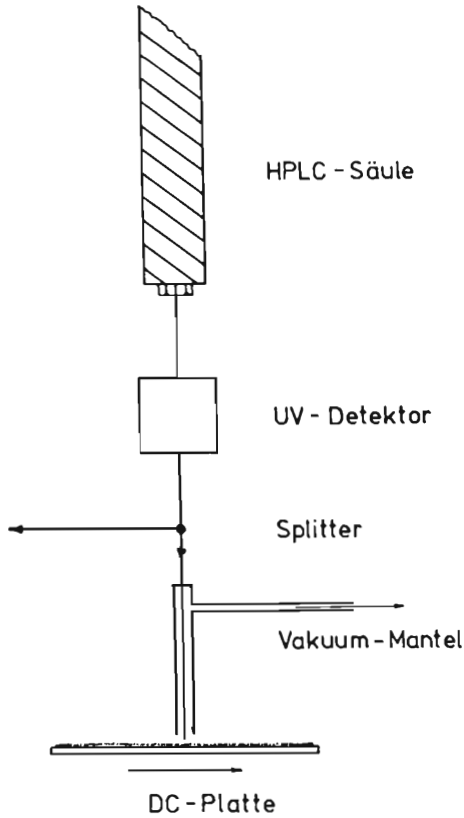 HPLC - Säule
UV - Detektor
Splitter
Vakuum - Mantel
DC - Platte